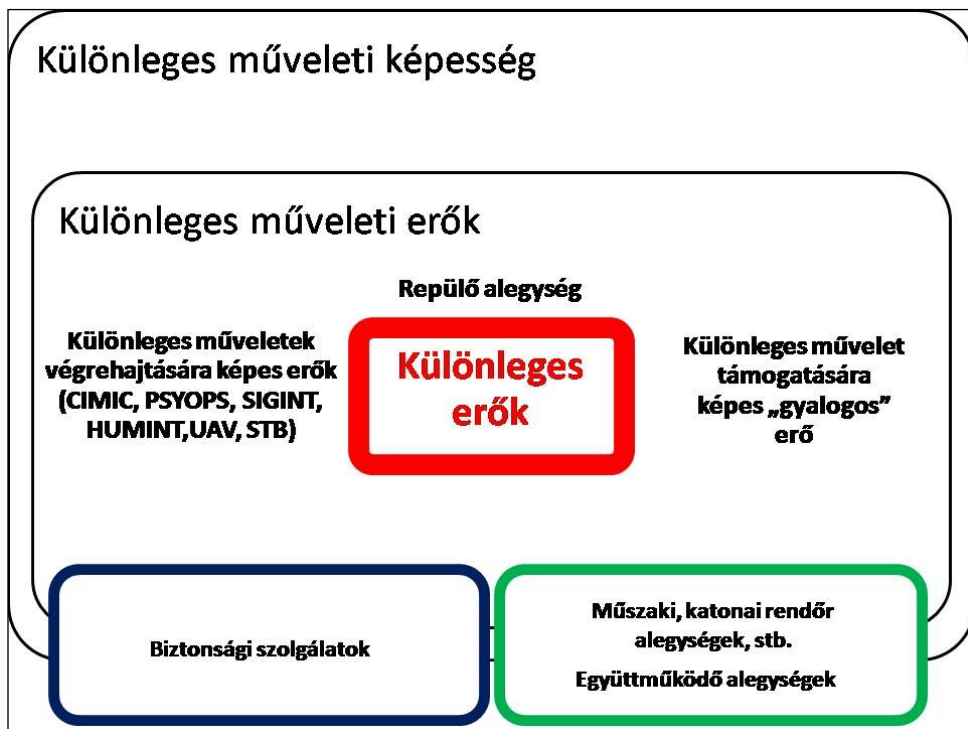 Különleges műveleti képesség
Különleges műveleti erők
Repülő alegység
Különleges műveletek
végrehajtására képes erők
(CIMIC, PSYOPS, SIGINT,
HUMINT,UAV, STB)
Különleges
erők
Különleges művelet
támogatására
képes „gyalogos”
erő
Biztonsági szolgálatok
Műszaki, katonai rendőr
alegységek, stb.
Együttműködő alegységek